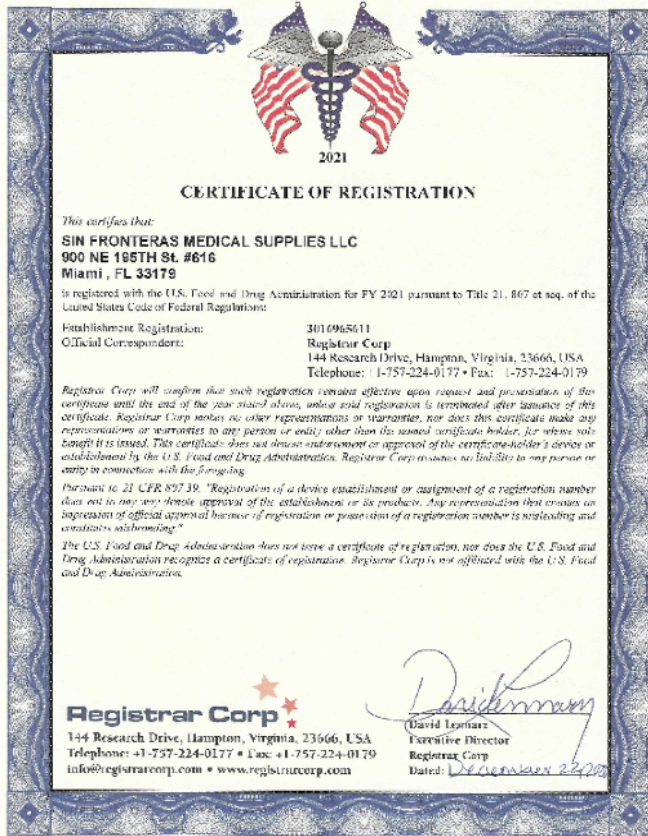 2021
CERTIFICATE OF REGISTRATION
This certifies that:
SIN FRONTERAS MEDICAL SUPPLIES LLC
900 NE 195TH St. #616
Miami , FL 33179
is registered with the U.S. Food and Drug Administration for FY 2021 pursuant to Title 21, 807 et seq. of the
United States Code of Federal Regulations:
Establishment Registration: 3016965611
Official Correspondent: Registrar Corp
144 Research Drive, Hampton, Virginia, 23666, USA
Telephone: +1-757-224-0177 • Fax: +1-757-224-0179
Registrar Corp will confirm that such registration remains effective upon request and presentation of this
certificate until the end of the year stated above, unless said registration is terminated after issuance of this
certificate. Registrar Corp makes no other representations or warranties, nor does this certificate make any
representations or warranties to any person or entity other than the named certificate holder, for whose sole
benefit it is issued. This certificate does not denote endorsement or approval of the certificate-holder's device or
establishment by the U.S. Food and Drug Administration. Registrar Corp assumes no liability to any person or
entity in connection with the foregoing.
Pursuant to 21 CFR 807.39, "Registration of a device establishment or assignment of a registration number
does not in any way denote approval of the establishment or its products. Any representation that creates an
impression of official approval because of registration or possession of a registration number is misleading and
constitutes misbranding."
The U.S. Food and Drug Administration does not issue a certificate of registration, nor does the U.S. Food and
Drug Administration recognize a certificate of registration. Registrar Corp is not affiliated with the U.S. Food
and Drug Administration.
Registrar Corp
144 Research Drive, Hampton, Virginia, 23666, USA
Telephone: +1-757-224-0177 • Fax: +1-757-224-0179
info@registrarcorp.com • www.registrarcorp.com
David Lennarz
Executive Director
Registrar Corp
Dated: December 22